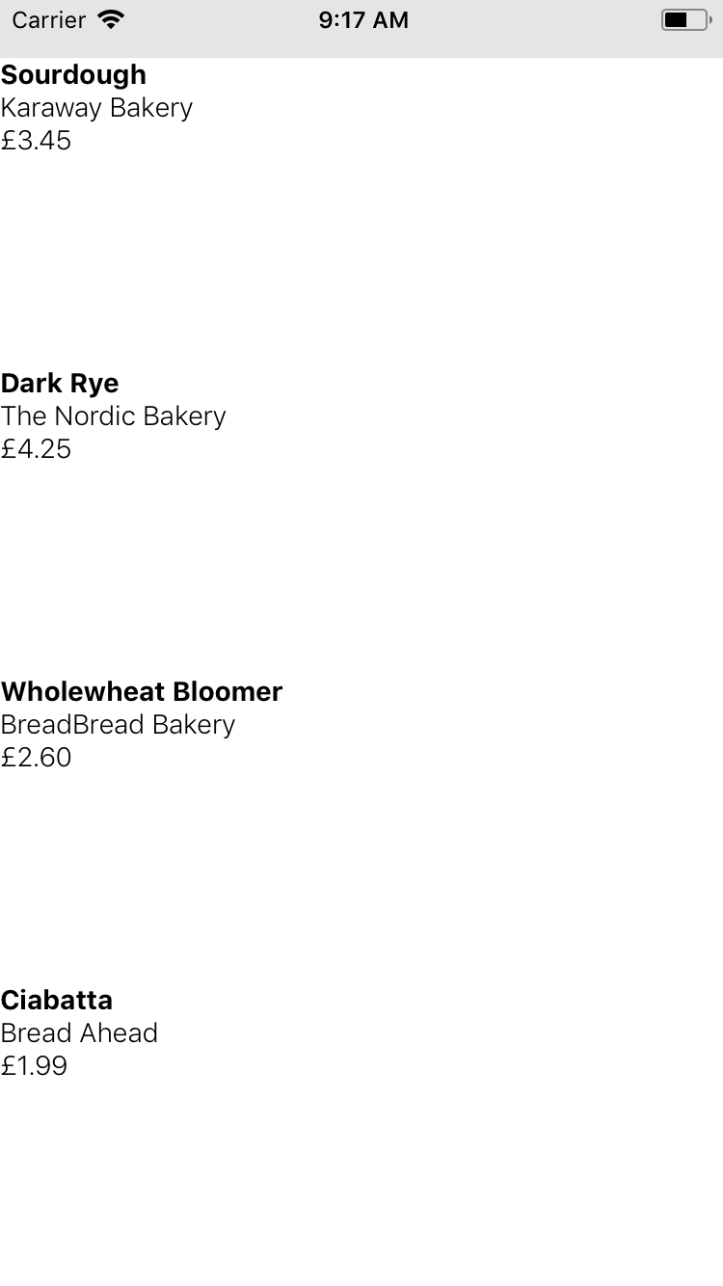 Carrier 9:17 AM
Sourdough
Karaway Bakery
£3.45
Dark Rye
The Nordic Bakery
£4.25
Wholewheat Bloomer
BreadBread Bakery
£2.60
Ciabatta
Bread Ahead
£1.99